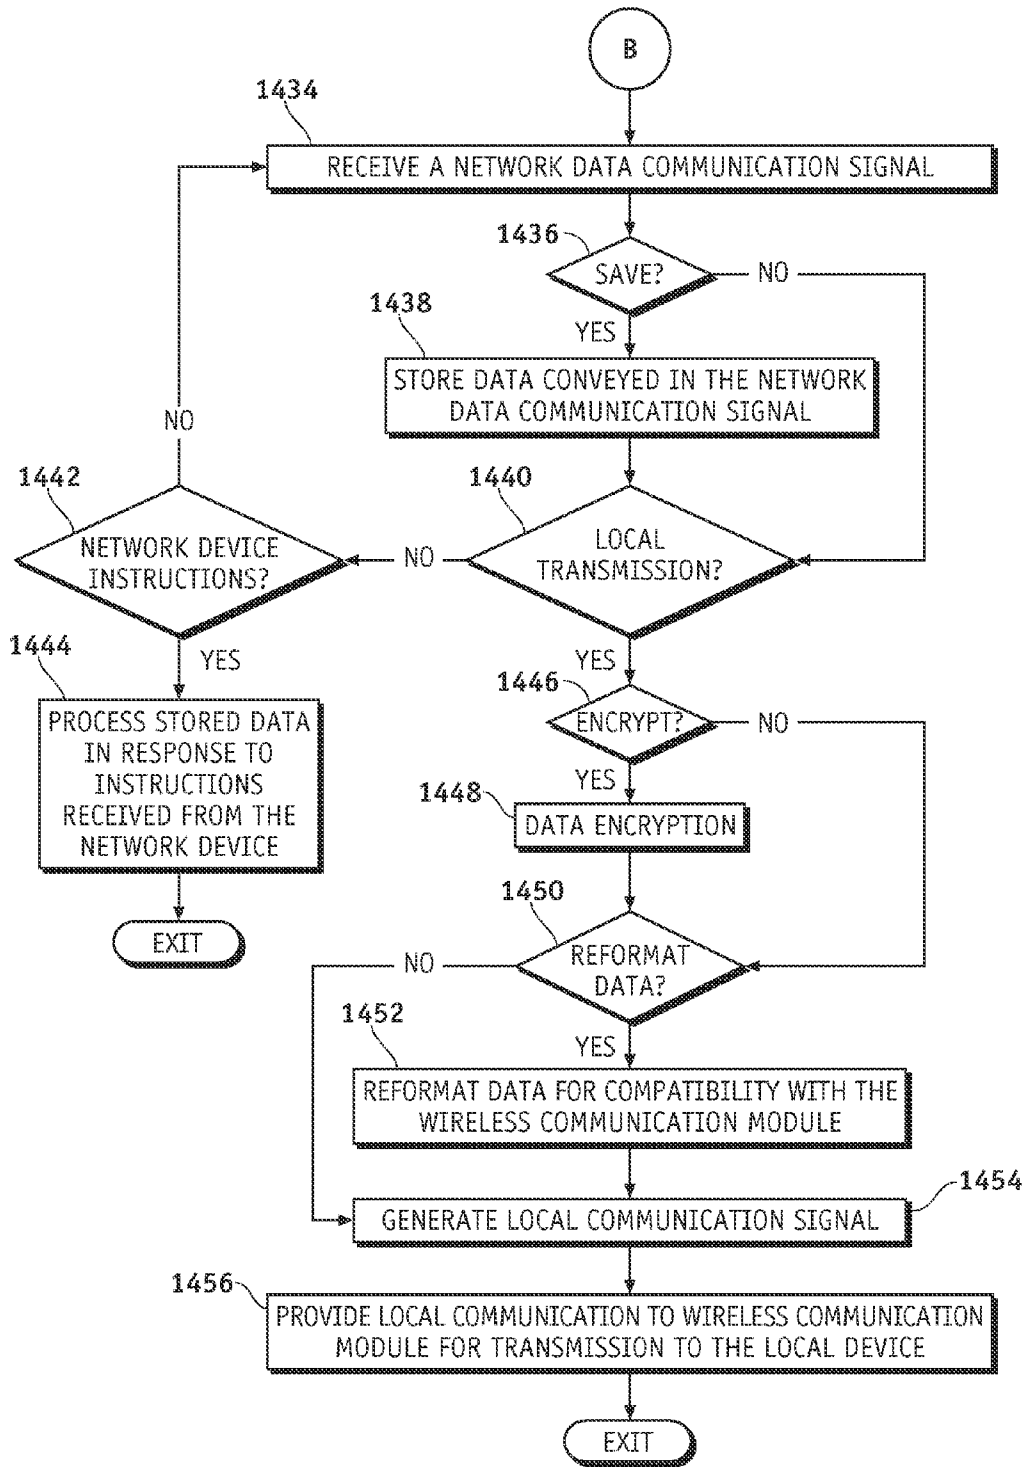 B
1434
RECEIVE A NETWORK DATA COMMUNICATION SIGNAL
1436
SAVE?
NO
YES
1438
STORE DATA CONVEYED IN THE NETWORK
DATA COMMUNICATION SIGNAL
NO
1442
NETWORK DEVICE
INSTRUCTIONS?
NO
1440
LOCAL
TRANSMISSION?
YES
1444
PROCESS STORED DATA
IN RESPONSE TO
INSTRUCTIONS
RECEIVED FROM THE
NETWORK DEVICE
EXIT
YES
1446
ENCRYPT?
NO
YES
1448
DATA ENCRYPTION
1450
REFORMAT
DATA?
NO
YES
1452
REFORMAT DATA FOR COMPATIBILITY WITH THE
WIRELESS COMMUNICATION MODULE
1454
GENERATE LOCAL COMMUNICATION SIGNAL
1456
PROVIDE LOCAL COMMUNICATION TO WIRELESS COMMUNICATION
MODULE FOR TRANSMISSION TO THE LOCAL DEVICE
EXIT